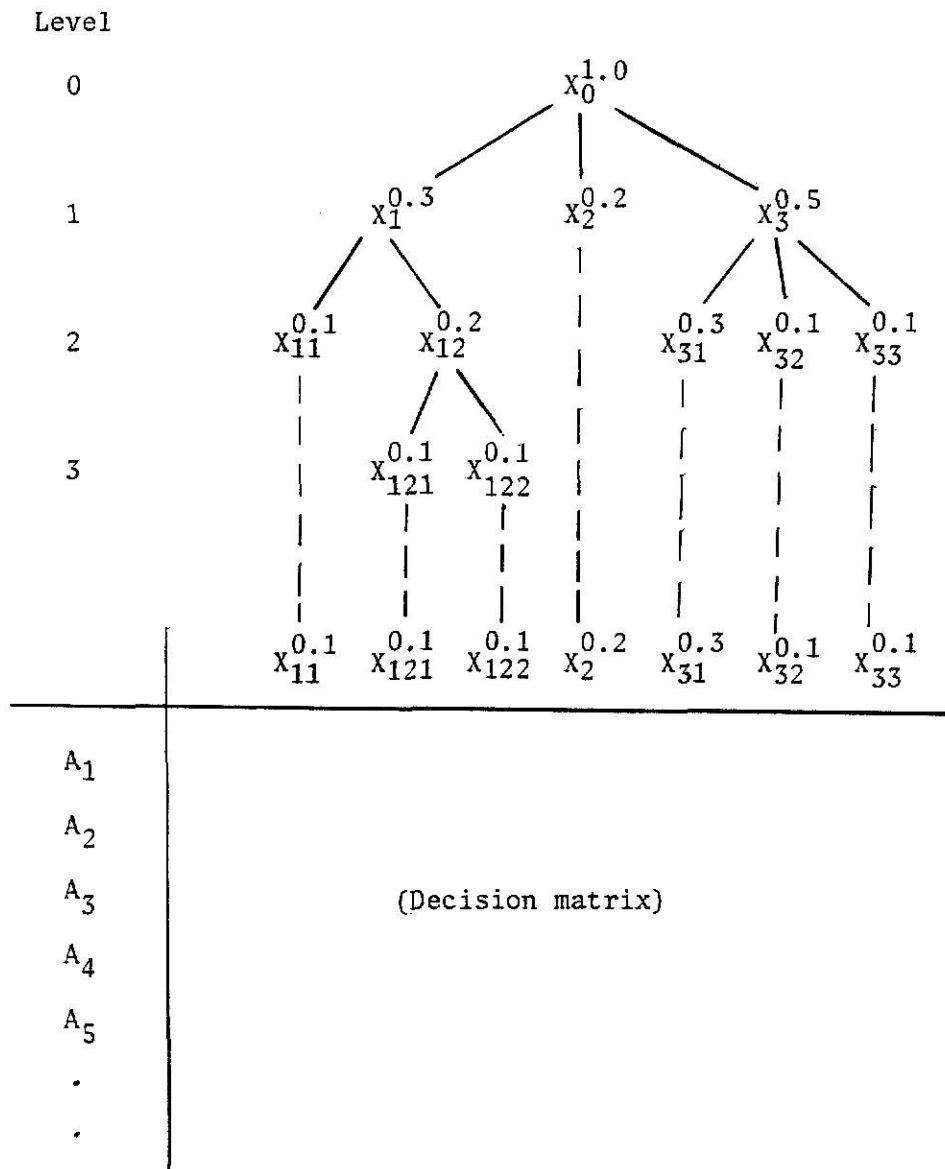 Level
0 X_0^1.0
1 X_1^0.3 X_2^0.2 X_3^0.5
2 X_11^0.1 X_12^0.2 X_31^0.3 X_32^0.1 X_33^0.1
3 X_121^0.1 X_122^0.1
X_11^0.1 X_121^0.1 X_122^0.1 X_2^0.2 X_31^0.3 X_32^0.1 X_33^0.1
A_1
A_2
A_3 (Decision matrix)
A_4
A_5
.
.